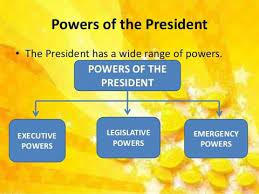 Powers of the President
• The President has a wide range of powers.
POWERS OF THE
PRESIDENT
EXECUTIVE
POWERS
LEGISLATIVE
POWERS
EMERGENCY
POWERS